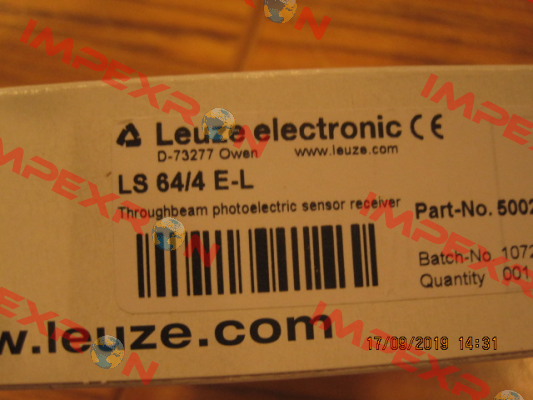 IMPEXRON
Leuze electronic CE
D-73277 Owen www.leuze.com
LS 64/4 E-L
Throughbeam photoelectric sensor receiver
Part-No. 5002
Batch-No 1072
Quantity 001
w.leuze.com
17/09/2019 14:31